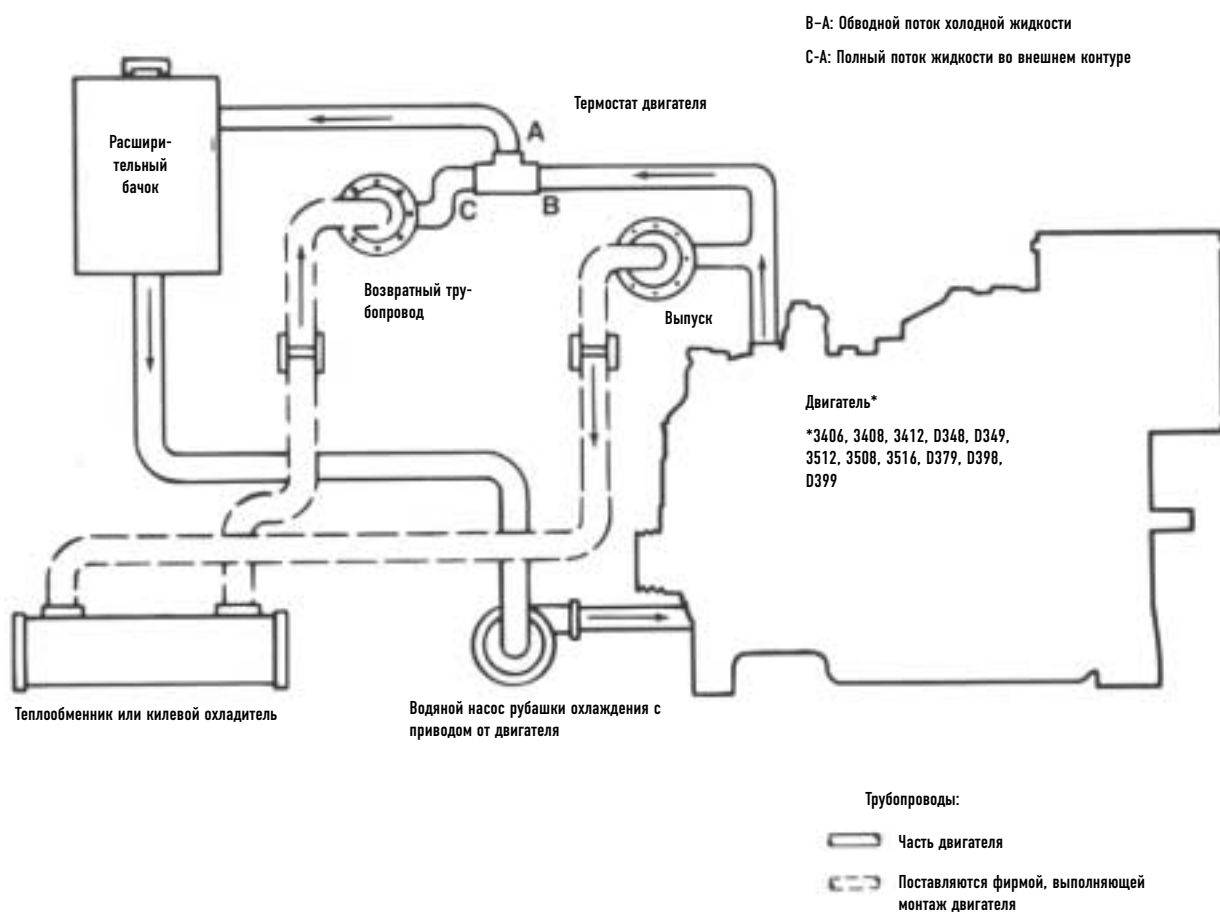 B–A: Обводной поток холодной жидкости
C-A: Полный поток жидкости во внешнем контуре
Термостат двигателя
Расшири-
тельный
бачок
A
C
B
Возвратный тру-
бопровод
Выпуск
Двигатель*
*3406, 3408, 3412, D348, D349,
3512, 3508, 3516, D379, D398,
D399
Теплообменник или килевой охладитель
Водяной насос рубашки охлаждения с
приводом от двигателя
Трубопроводы:
Часть двигателя
Поставляются фирмой, выполняющей
монтаж двигателя